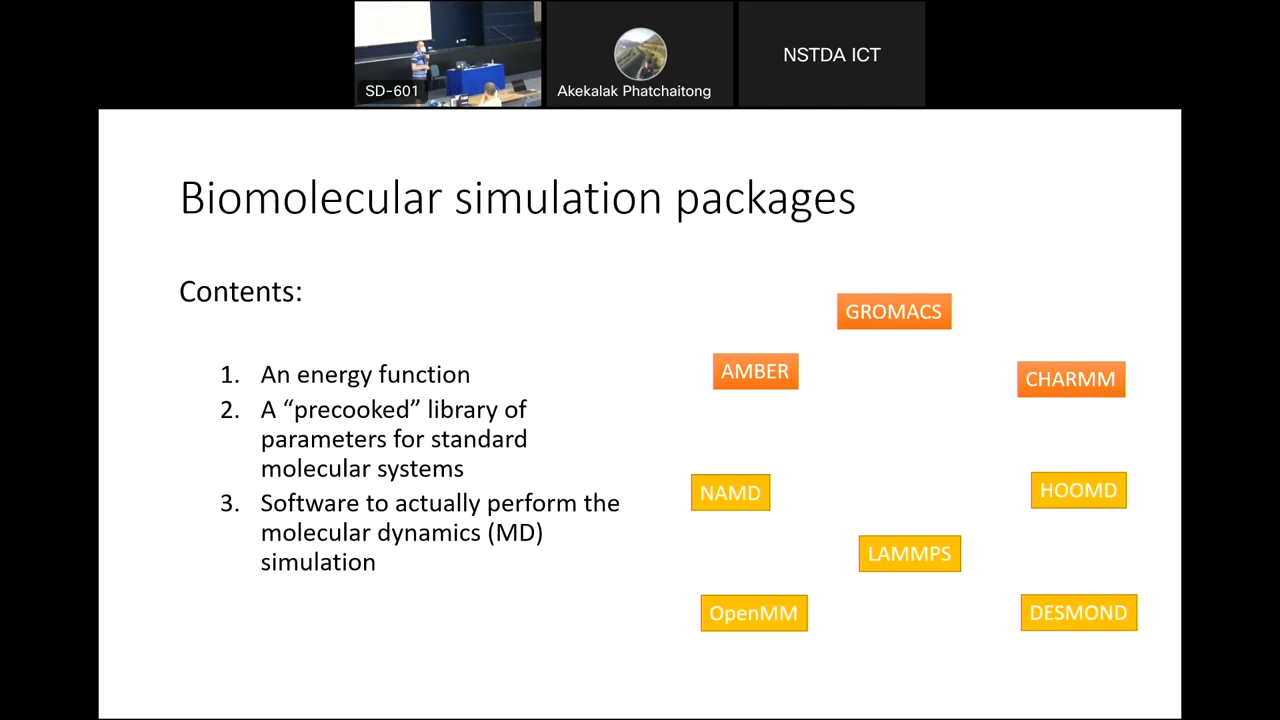 SD-601
Akekalak Phatchaitong
NSTDA ICT
Biomolecular simulation packages
Contents:
1. An energy function
2. A “precooked” library of
parameters for standard
molecular systems
3. Software to actually perform the
molecular dynamics (MD)
simulation
GROMACS
AMBER
CHARMM
NAMD
HOOMD
LAMMPS
OpenMM
DESMOND